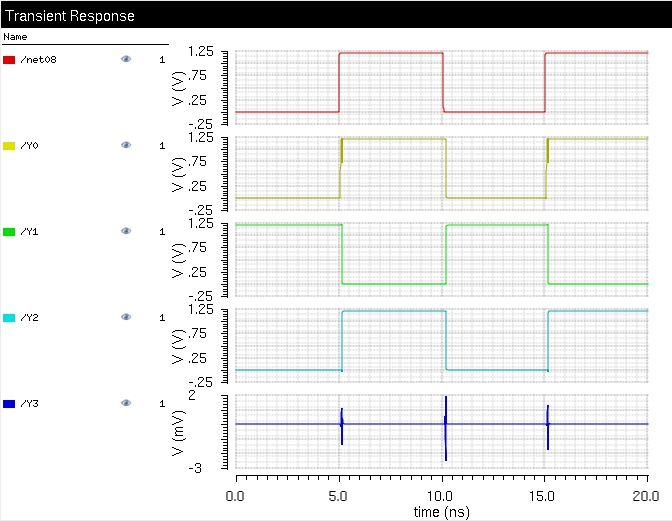 Transient Response
Name
/net08 1
V (V)
1.25
.75
.25
-.25
/Y0 1
V (V)
1.25
.75
.25
-.25
/Y1 1
V (V)
1.25
.75
.25
-.25
/Y2 1
V (V)
1.25
.75
.25
-.25
/Y3 1
V (mV)
2
-3
0.0 5.0 10.0 15.0 20.0
time (ns)